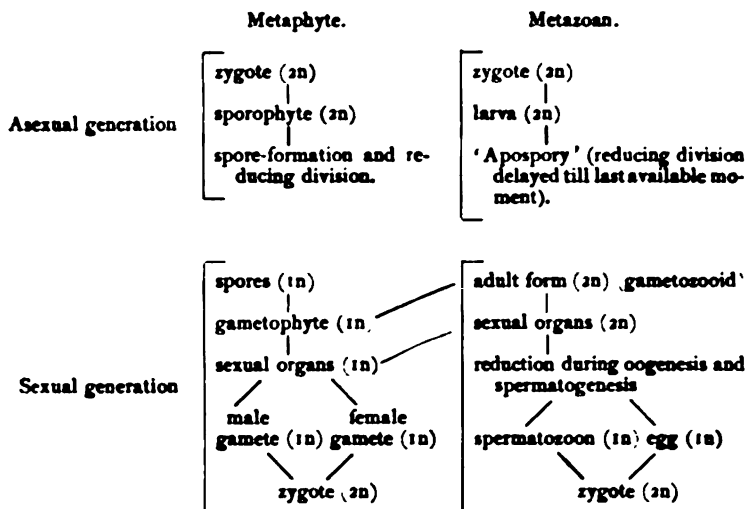 Metaphyte. Metazoan.
Asexual generation
zygote (2n)
sporophyte (2n)
spore-formation and re-
ducing division.
zygote (2n)
larva (2n)
'Apospory' (reducing division
delayed till last available mo-
ment).
Sexual generation
spores (1n)
gametophyte (1n)
sexual organs (1n)
male female
gamete (1n) gamete (1n)
zygote (2n)
adult form (2n) 'gametozooid'
sexual organs (2n)
reduction during oogenesis and
spermatogenesis
spermatozoon (1n) egg (1n)
zygote (2n)